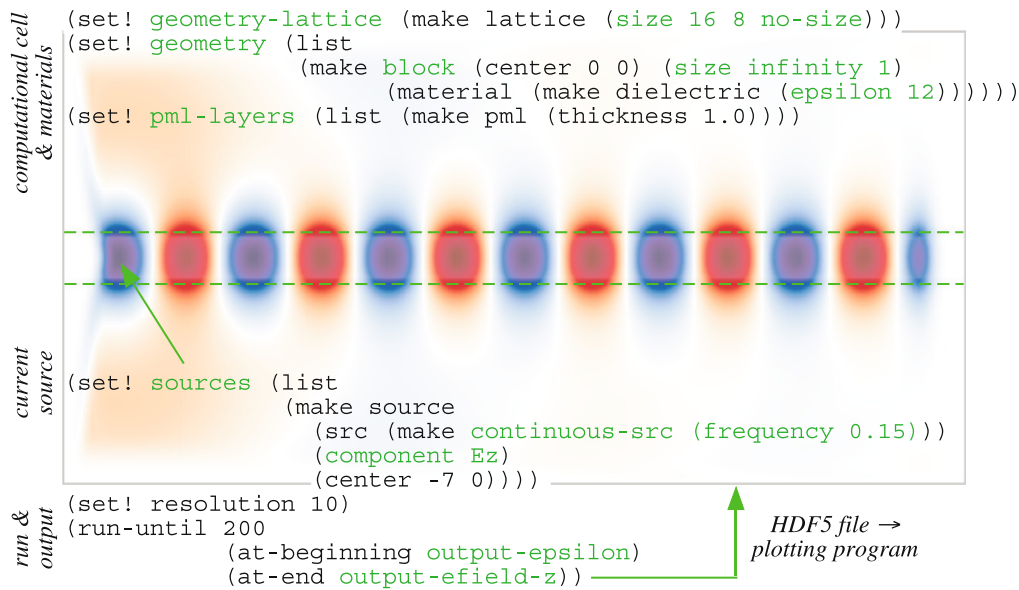 computational cell
& materials
(set! geometry-lattice (make lattice (size 16 8 no-size)))
(set! geometry (list
(make block (center 0 0) (size infinity 1)
(material (make dielectric (epsilon 12))))))
(set! pml-layers (list (make pml (thickness 1.0))))
current
source
(set! sources (list
(make source
(src (make continuous-src (frequency 0.15)))
(component Ez)
(center -7 0))))
run &
output
(set! resolution 10)
(run-until 200
(at-beginning output-epsilon)
(at-end output-efield-z))
HDF5 file →
plotting program